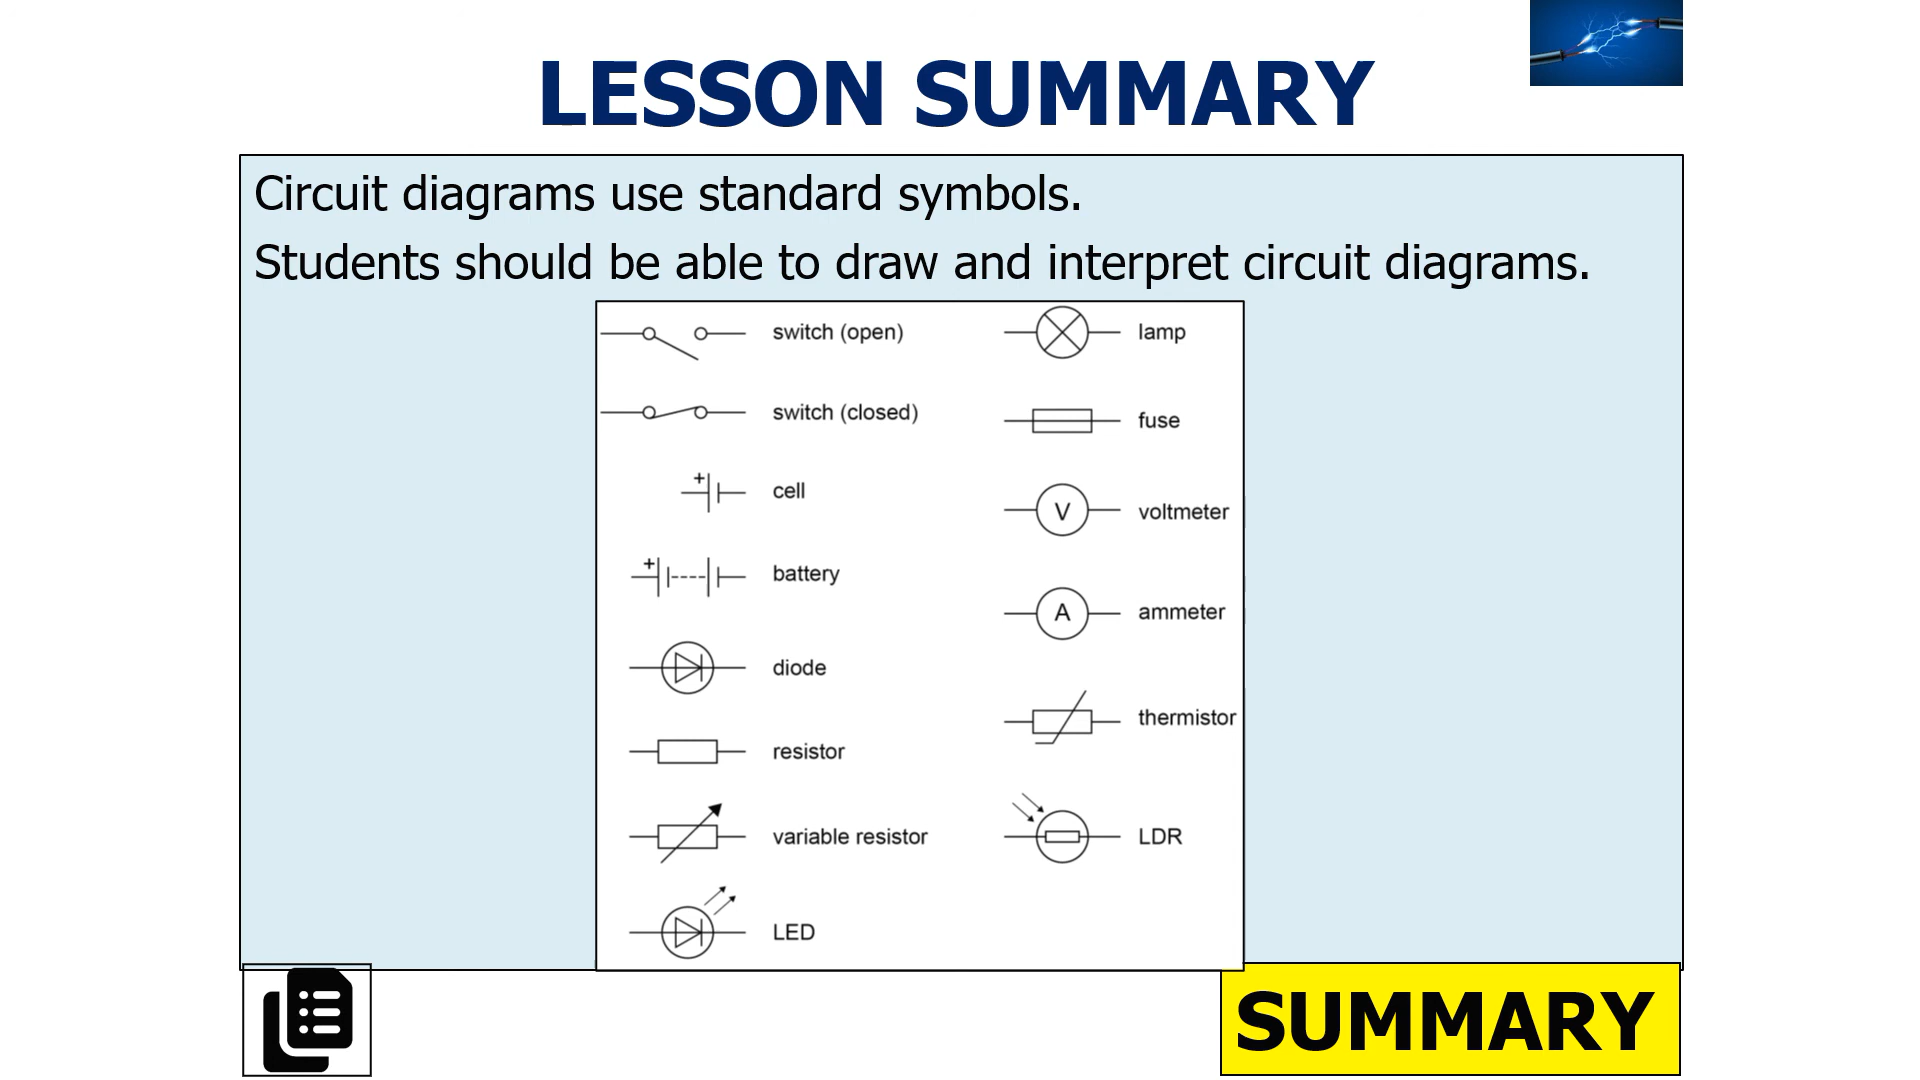 LESSON SUMMARY
Circuit diagrams use standard symbols.
Students should be able to draw and interpret circuit diagrams.
switch (open)
switch (closed)
+
cell
+
battery
diode
resistor
variable resistor
LED
lamp
fuse
V
voltmeter
A
ammeter
thermistor
LDR
SUMMARY